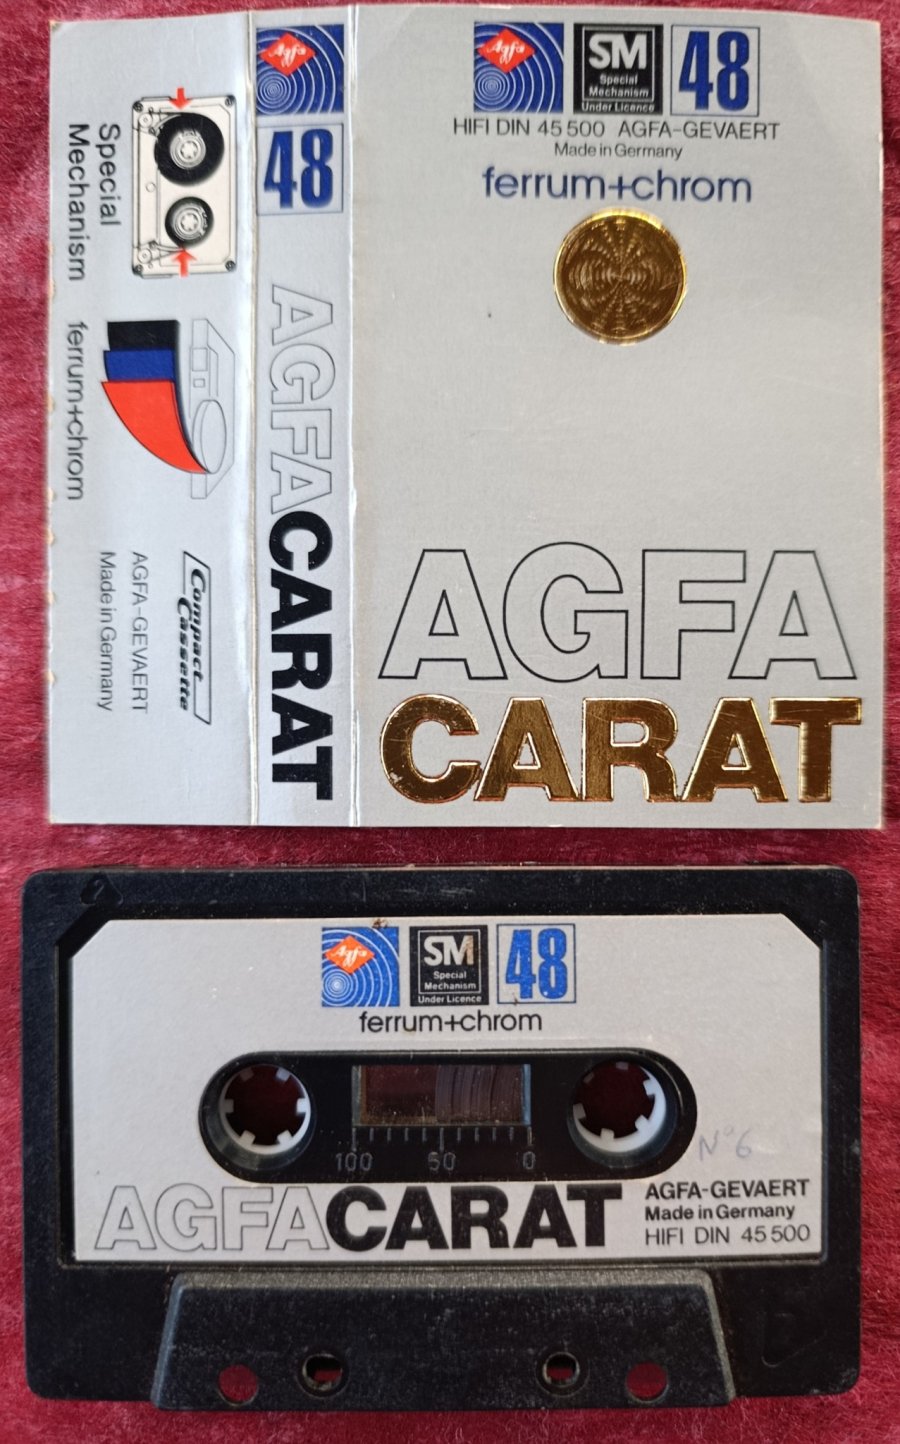 Agfa
SM
Special
Mechanism
Under Licence
48
HIFI DIN 45 500 AGFA-GEVAERT
Made in Germany
ferrum+chrom
AGFA
CARAT
Agfa
48
AGFACARAT
Special
Mechanism
ferrum+chrom
Compact
Cassette
AGFA-GEVAERT
Made in Germany
2
Agfa
SM
Special
Mechanism
Under Licence
48
ferrum+chrom
100 50 0
N° 6
AGFACARAT
AGFA-GEVAERT
Made in Germany
HIFI DIN 45 500